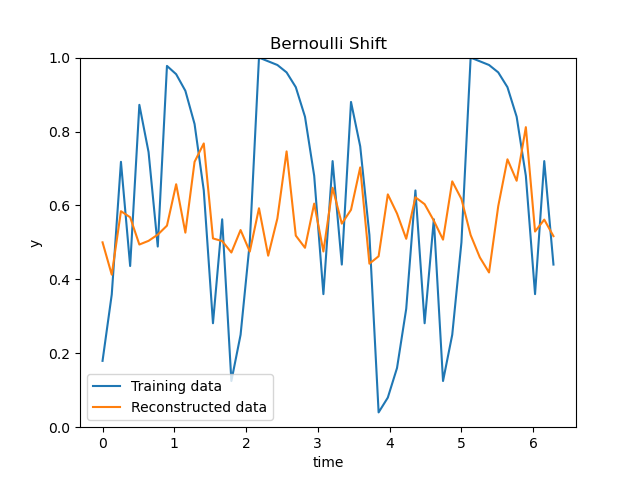 Bernoulli Shift
1.0
0.8
0.6
0.4
0.2
0.0
y
Training data
Reconstructed data
0 1 2 3 4 5 6
time